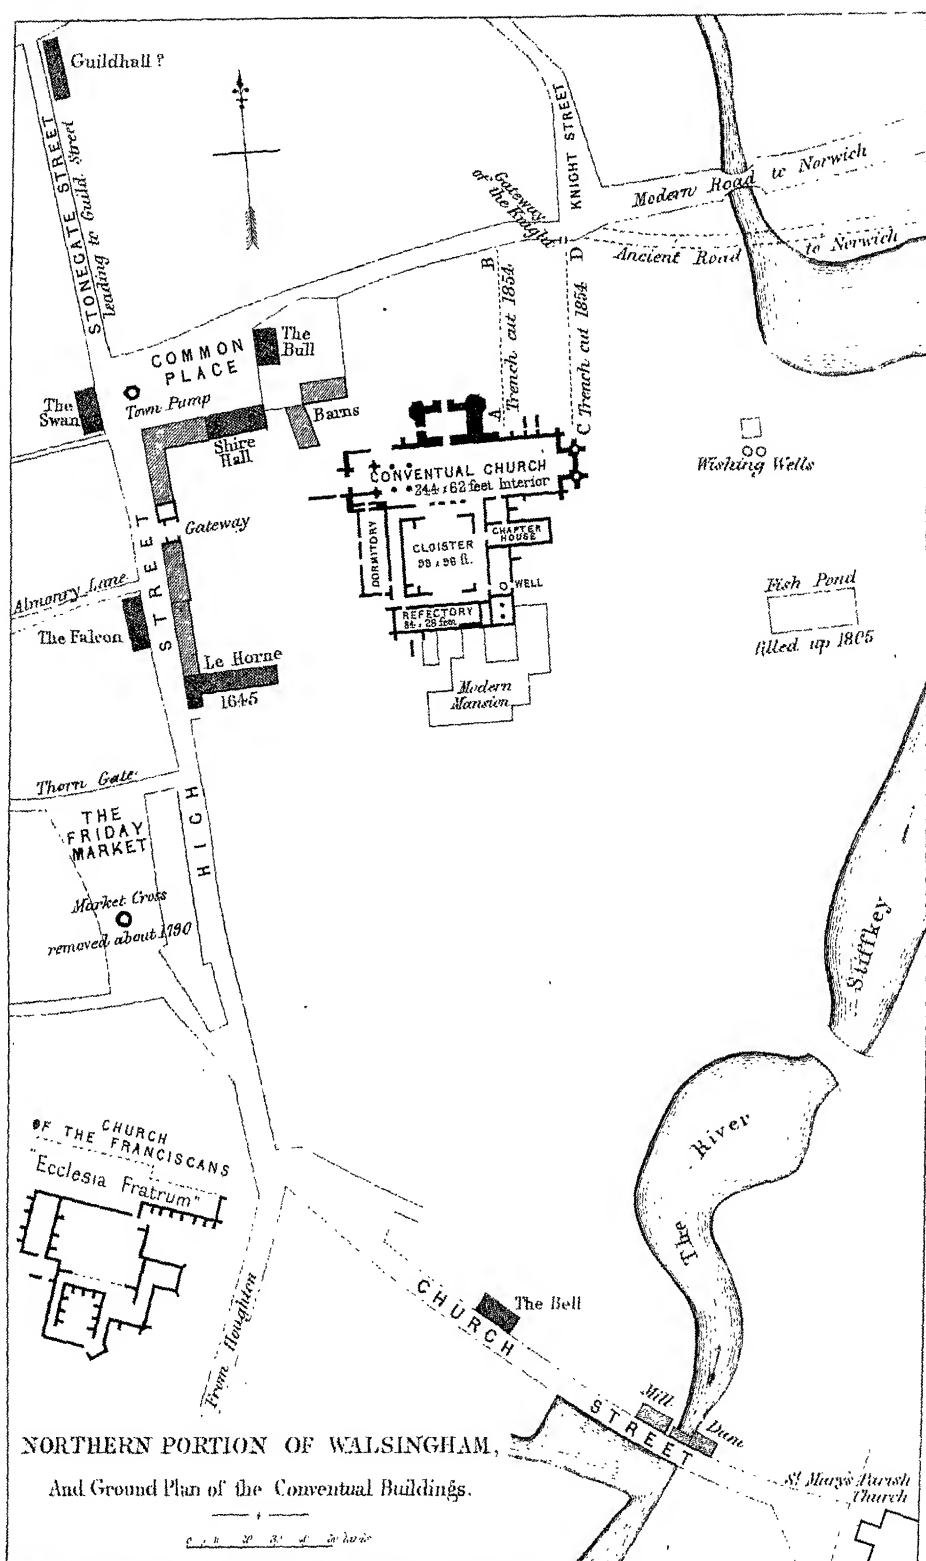 Guildhall?
STONEGATE STREET
leading to Guild Street
KNIGHT STREET
Gateway
of the Knight
Modern Road to Norwich
Ancient Road to Norwich
B
D
Trench cut 1854
Trench cut 1854
A
C
COMMON
PLACE
The
Bull
The
Swan
Town Pump
Shire
Hall
Barns
CONVENTUAL CHURCH
244 x 62 feet Interior
Wishing Wells
Gateway
DORMITORY
CLOISTER
CHAPTER
HOUSE
WELL
REFECTORY
Almonry Lane
The Falcon
Le Horne
1645
Fish Pond
filled up 1805
Modern
Mansion
HIGH STREET
Thorn Gate
THE
FRIDAY
MARKET
Market Cross
removed about 1790
The River Stiffkey
CHURCH
OF THE FRANCISCANS
"Ecclesia Fratrum"
From Houghton
CHURCH STREET
The Bell
Mill
Dam
St Mary's Parish
Church
NORTHERN PORTION OF WALSINGHAM,
And Ground Plan of the Conventual Buildings.